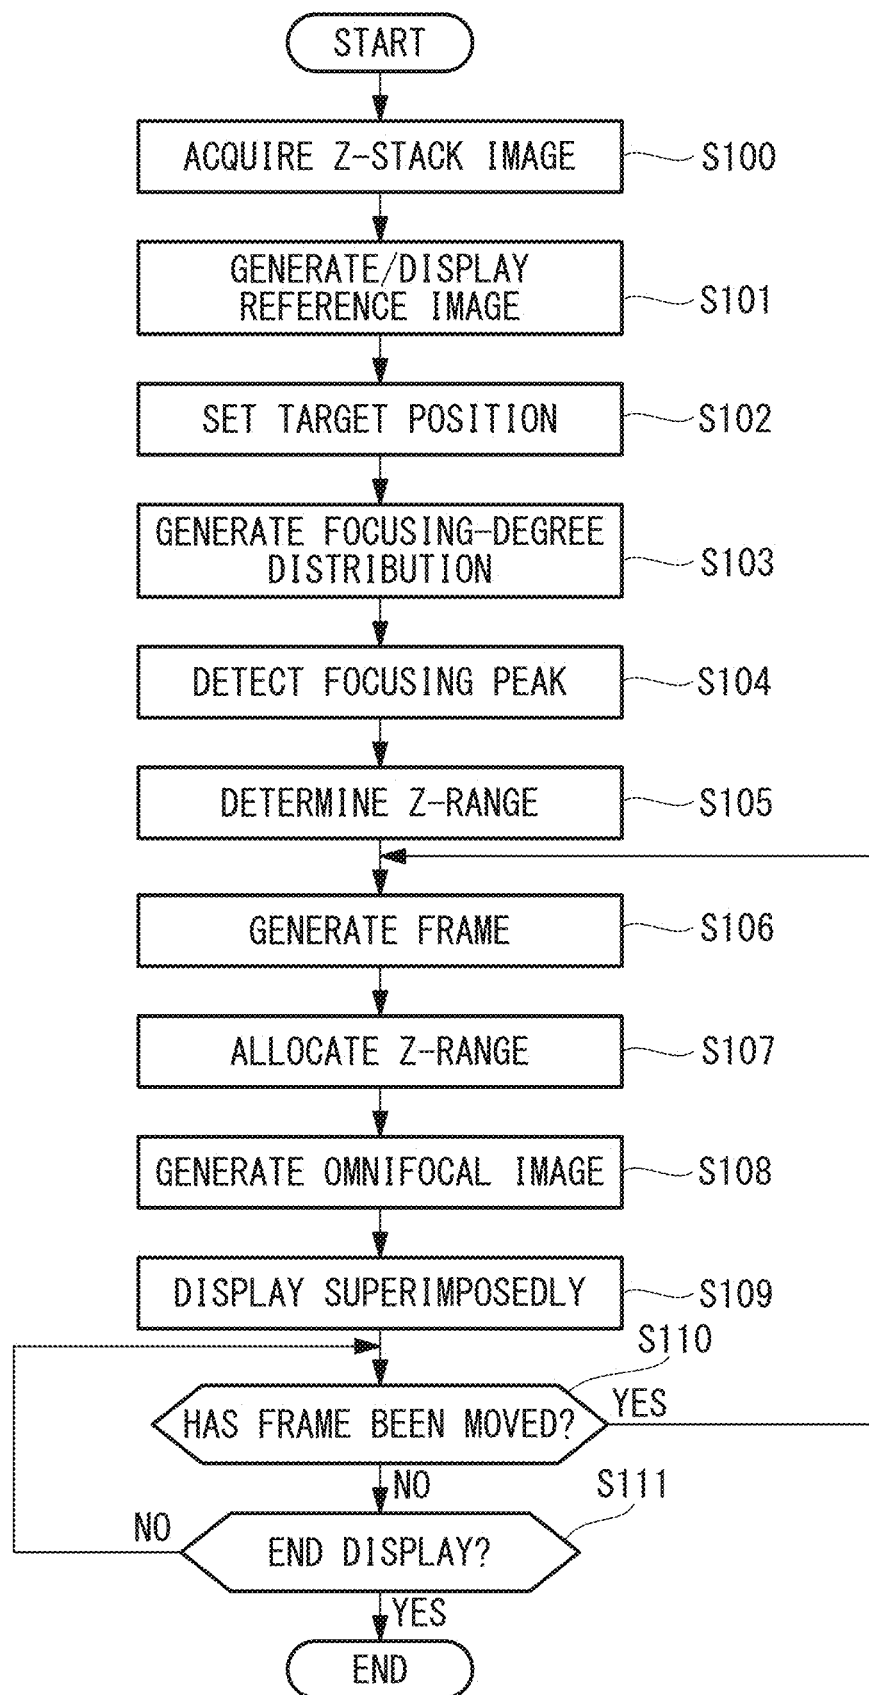 START
ACQUIRE Z-STACK IMAGE
S100
GENERATE/DISPLAY
REFERENCE IMAGE
S101
SET TARGET POSITION
S102
GENERATE FOCUSING-DEGREE
DISTRIBUTION
S103
DETECT FOCUSING PEAK
S104
DETERMINE Z-RANGE
S105
GENERATE FRAME
S106
ALLOCATE Z-RANGE
S107
GENERATE OMNIFOCAL IMAGE
S108
DISPLAY SUPERIMPOSEDLY
S109
S110
HAS FRAME BEEN MOVED?
YES
NO
S111
NO
END DISPLAY?
YES
END